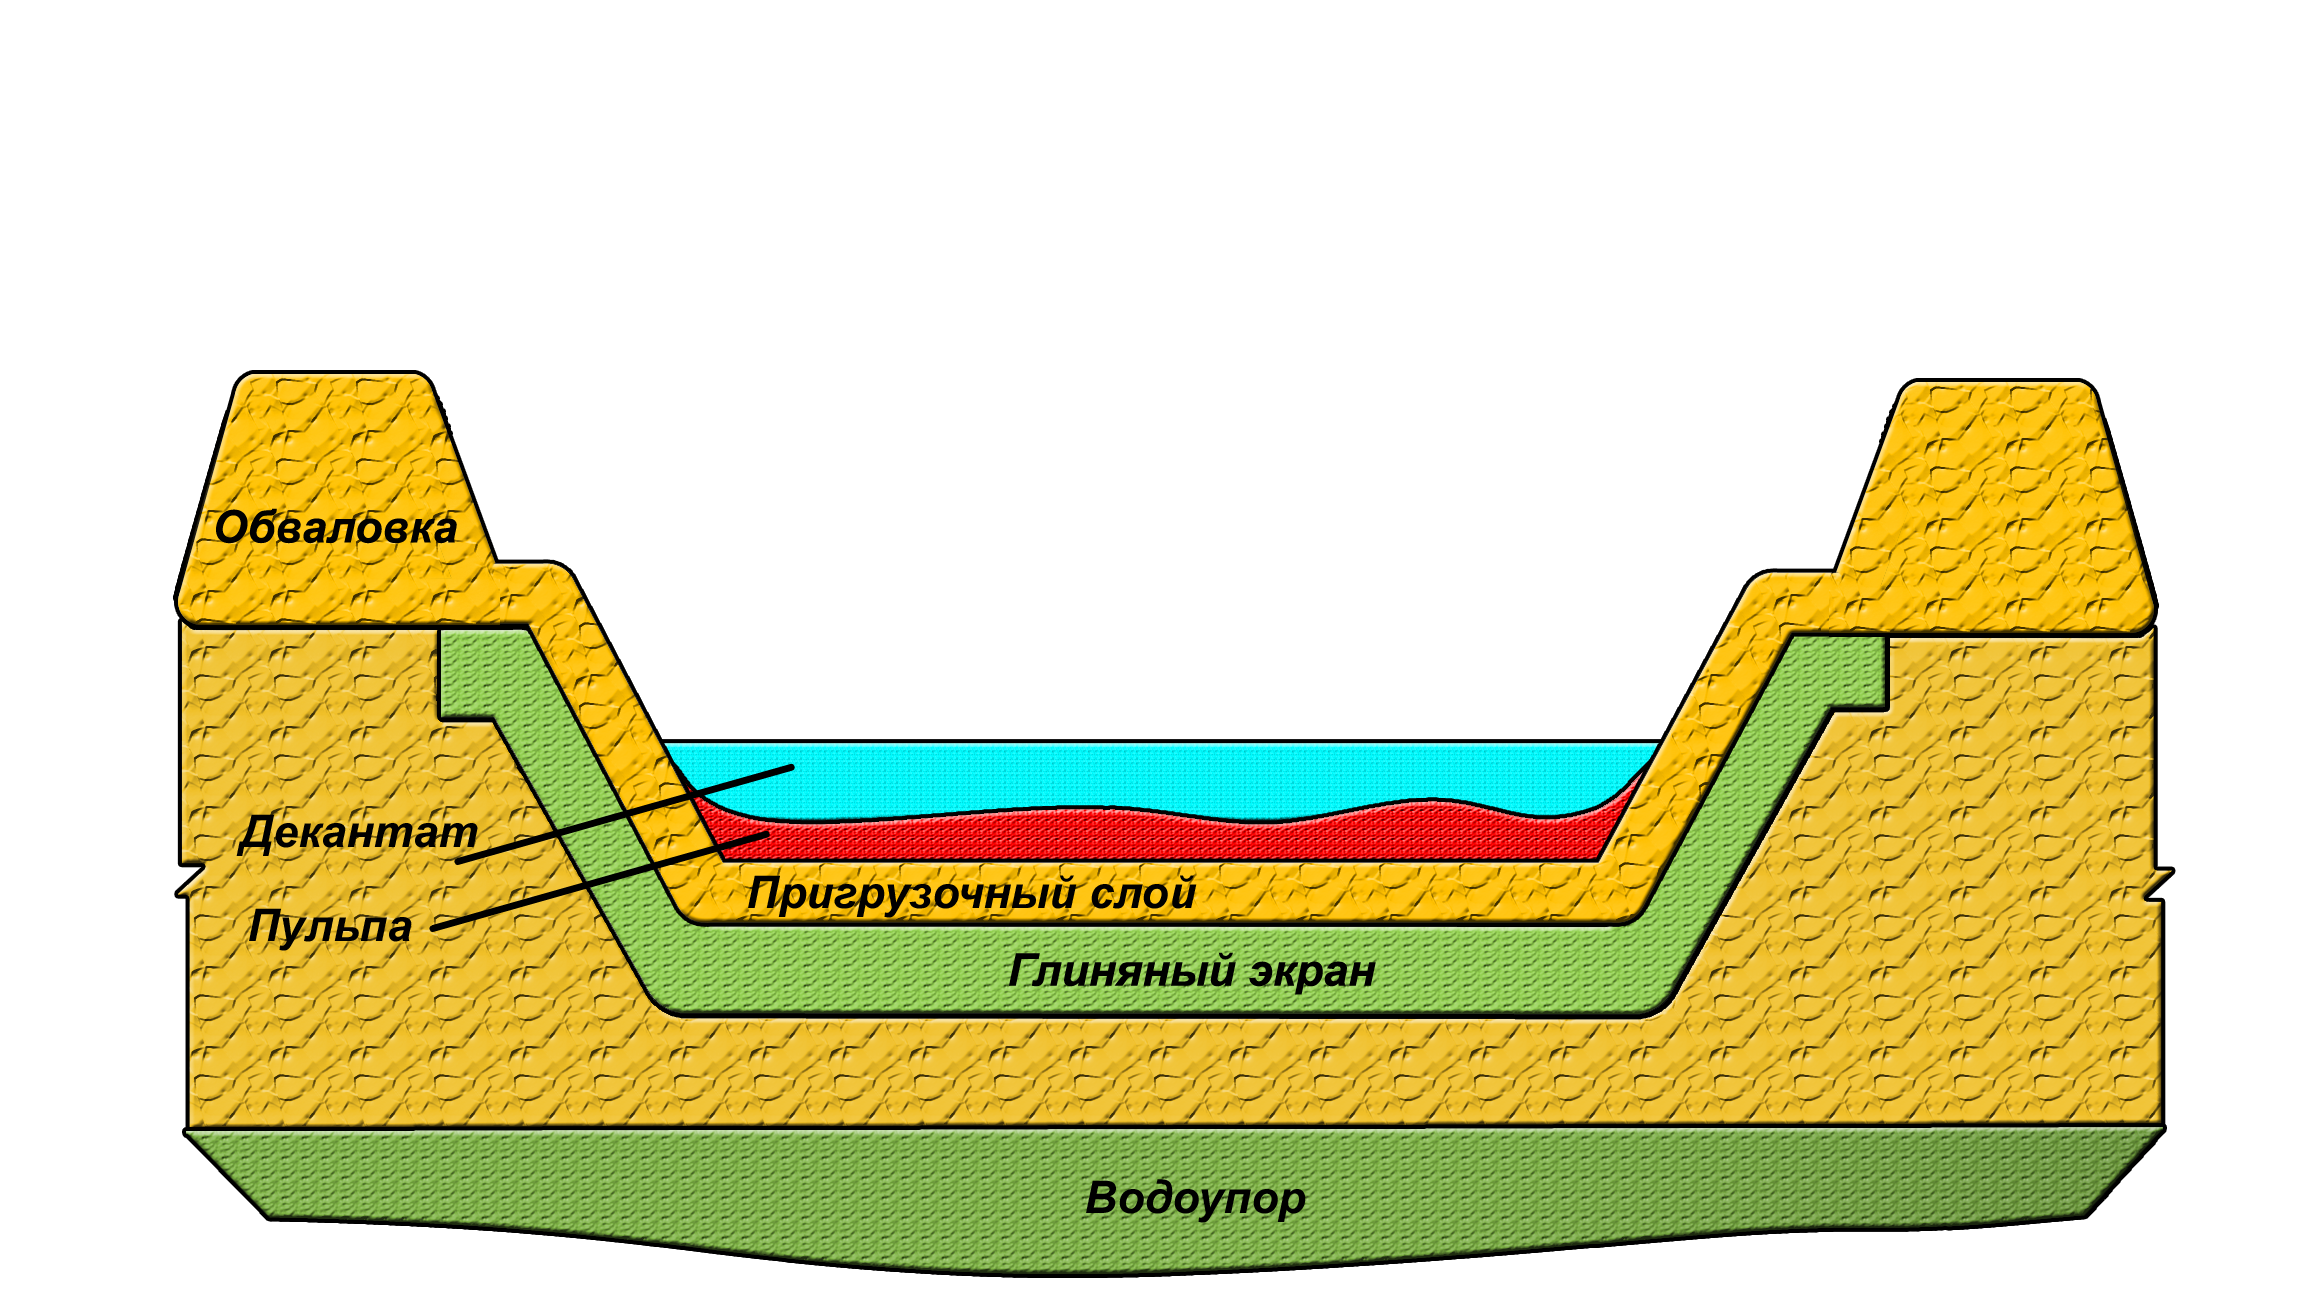 Обваловка
Декантат
Пригрузочный слой
Пульпа
Глиняный экран
Водоупор